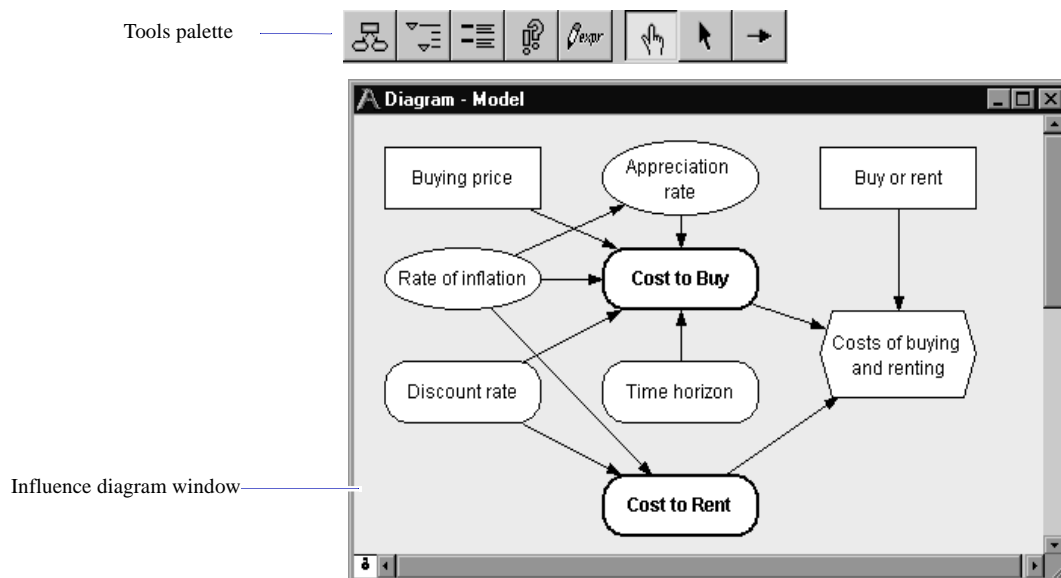 Tools palette
expr
Diagram - Model
Buying price
Appreciation
rate
Buy or rent
Rate of inflation
Cost to Buy
Costs of buying
and renting
Discount rate
Time horizon
Influence diagram window
Cost to Rent